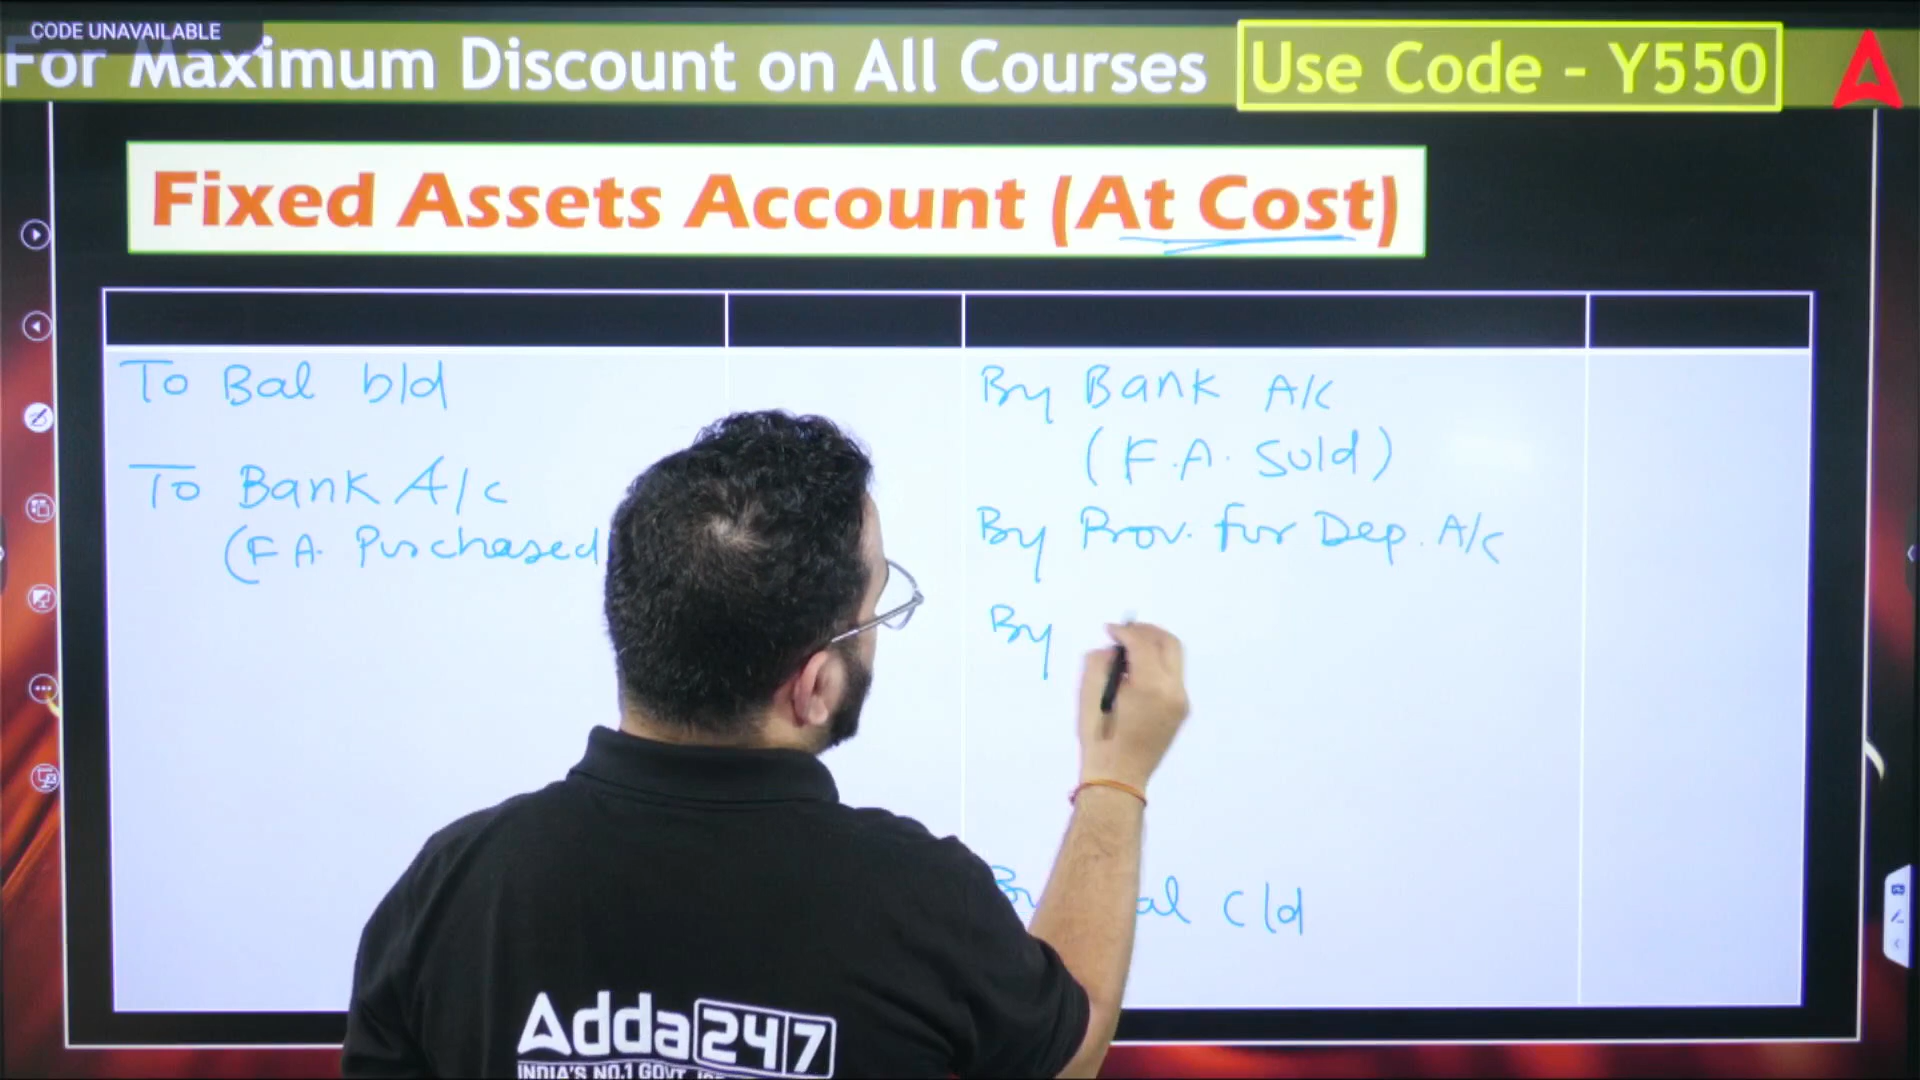 CODE UNAVAILABLE
For Maximum Discount on All Courses Use Code - Y550
Fixed Assets Account (At Cost)
To Bal b/d
To Bank A/c
(F.A. Purchased
By Bank A/c
(F.A. Sold)
By Prov. for Dep. A/c
By
c/d
Adda247
INDIA'S NO.1 GOVT.